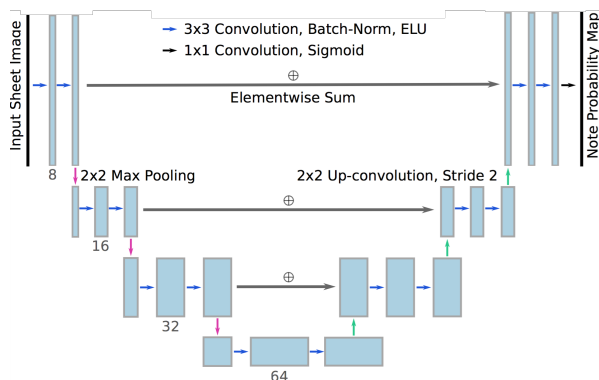 3x3 Convolution, Batch-Norm, ELU
1x1 Convolution, Sigmoid
Input Sheet Image
⊕
Elementwise Sum
Note Probability Map
8
2x2 Max Pooling
2x2 Up-convolution, Stride 2
⊕
16
⊕
32
64